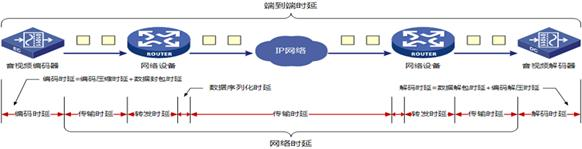 端到端时延
EC
ROUTER
IP网络
ROUTER
DC
音视频编码器
网络设备
网络设备
音视频解码器
编码时延=编码压缩时延+数据封包时延
数据序列化时延
解码时延=数据解包时延+编码解压时延
编码时延
传输时延
转发时延
传输时延
转发时延
传输时延
解码时延
网络时延